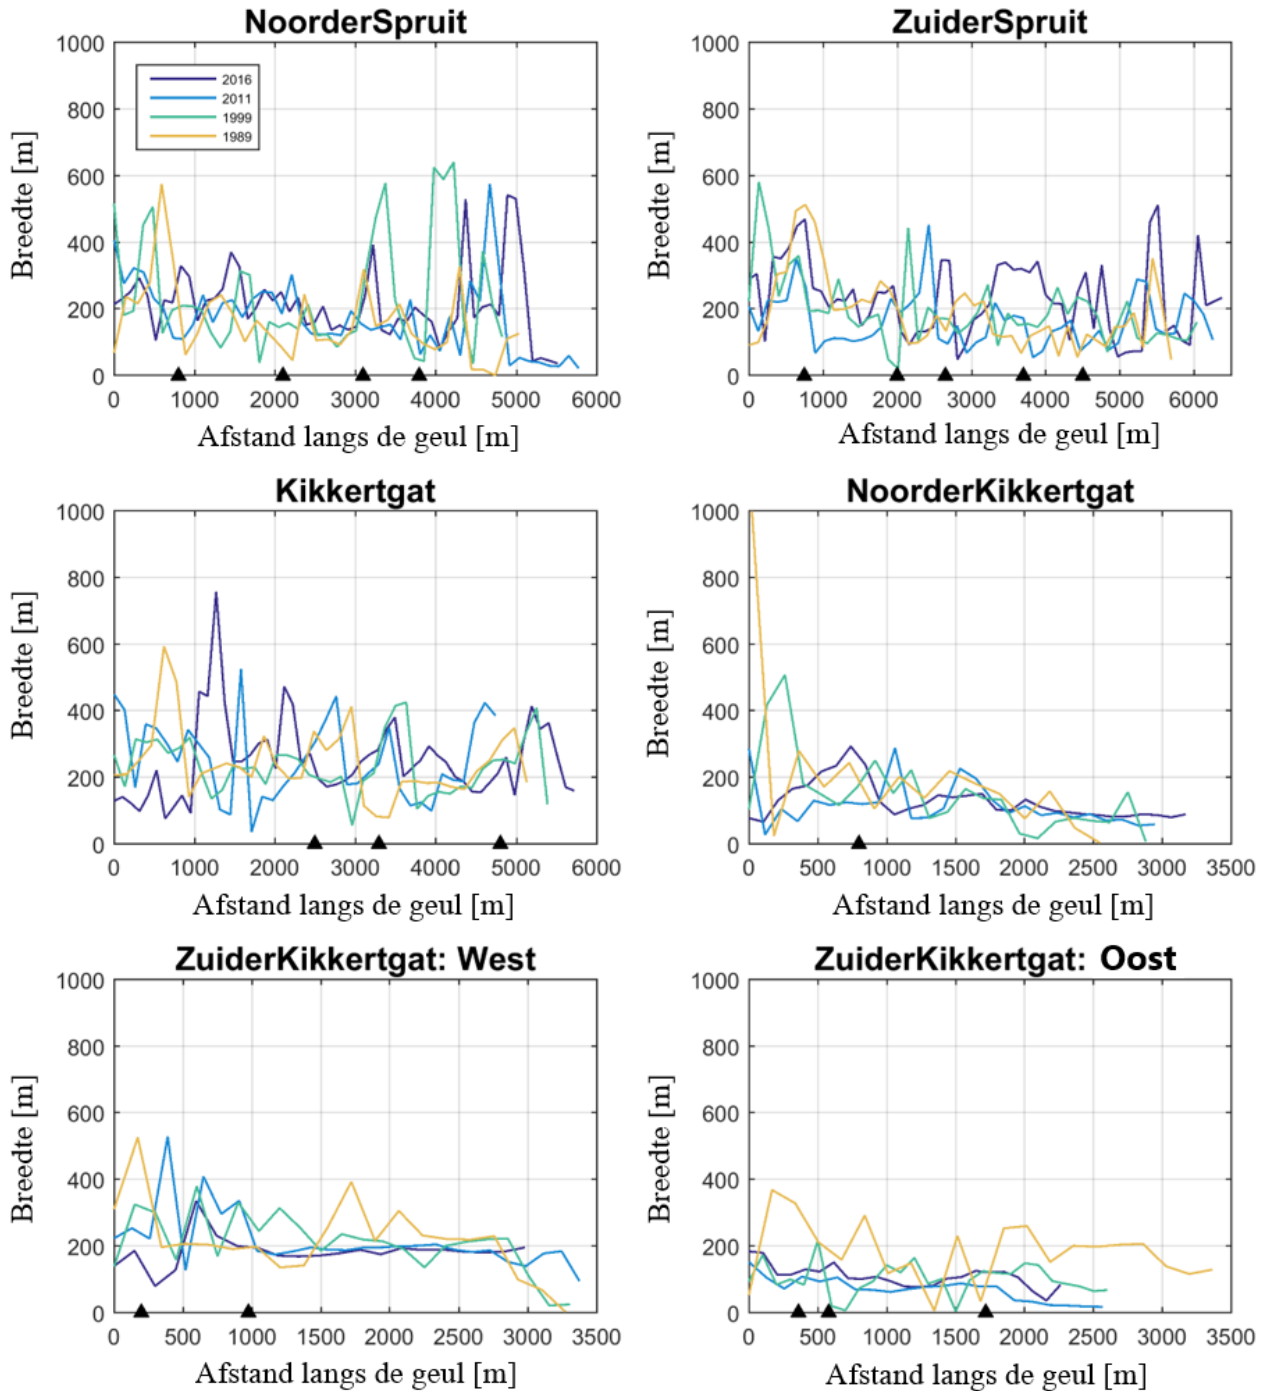 NoorderSpruit
1000
800
600
400
200
0
2016
2011
1999
1989
Breedte [m]
0 1000 2000 3000 4000 5000 6000
Afstand langs de geul [m]
ZuiderSpruit
1000
800
600
400
200
0
Breedte [m]
0 1000 2000 3000 4000 5000 6000
Afstand langs de geul [m]
Kikkertgat
1000
800
600
400
200
0
Breedte [m]
0 1000 2000 3000 4000 5000 6000
Afstand langs de geul [m]
NoorderKikkertgat
1000
800
600
400
200
0
Breedte [m]
0 500 1000 1500 2000 2500 3000 3500
Afstand langs de geul [m]
ZuiderKikkertgat: West
1000
800
600
400
200
0
Breedte [m]
0 500 1000 1500 2000 2500 3000 3500
Afstand langs de geul [m]
ZuiderKikkertgat: Oost
1000
800
600
400
200
0
Breedte [m]
0 500 1000 1500 2000 2500 3000 3500
Afstand langs de geul [m]